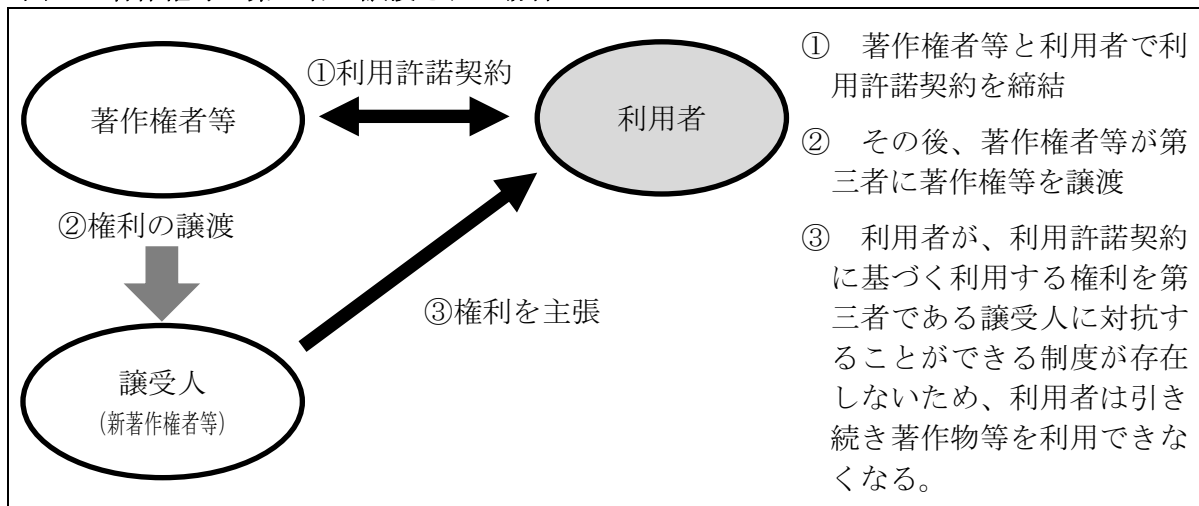 ①利用許諾契約
著作権者等
利用者
②権利の譲渡
③権利を主張
譲受人
(新著作権者等)
① 著作権者等と利用者で利
用許諾契約を締結
② その後、著作権者等が第
三者に著作権等を譲渡
③ 利用者が、利用許諾契約
に基づく利用する権利を第
三者である譲受人に対抗す
ることができる制度が存在
しないため、利用者は引き
続き著作物等を利用できな
くなる。